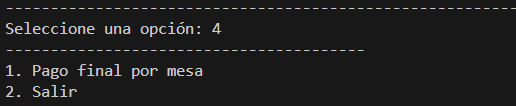 ------------------------------------------------------------
Seleccione una opción: 4
----------------------------------------
1. Pago final por mesa
2. Salir